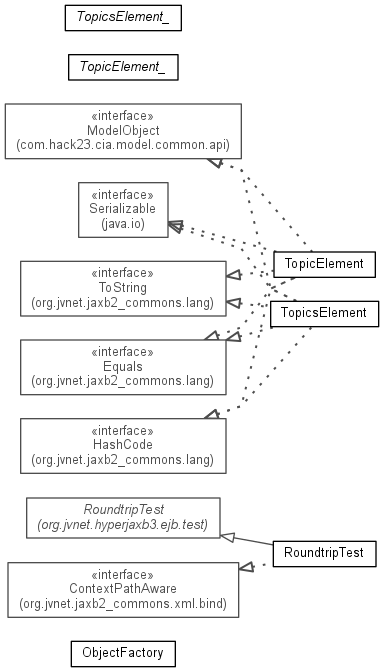 TopicsElement_
TopicElement_
«interface»
ModelObject
(com.hack23.cia.model.common.api)
«interface»
Serializable
(java.io)
«interface»
ToString
(org.jvnet.jaxb2_commons.lang)
«interface»
Equals
(org.jvnet.jaxb2_commons.lang)
«interface»
HashCode
(org.jvnet.jaxb2_commons.lang)
TopicElement
TopicsElement
RoundtripTest
(org.jvnet.hyperjaxb3.ejb.test)
«interface»
ContextPathAware
(org.jvnet.jaxb2_commons.xml.bind)
RoundtripTest
ObjectFactory